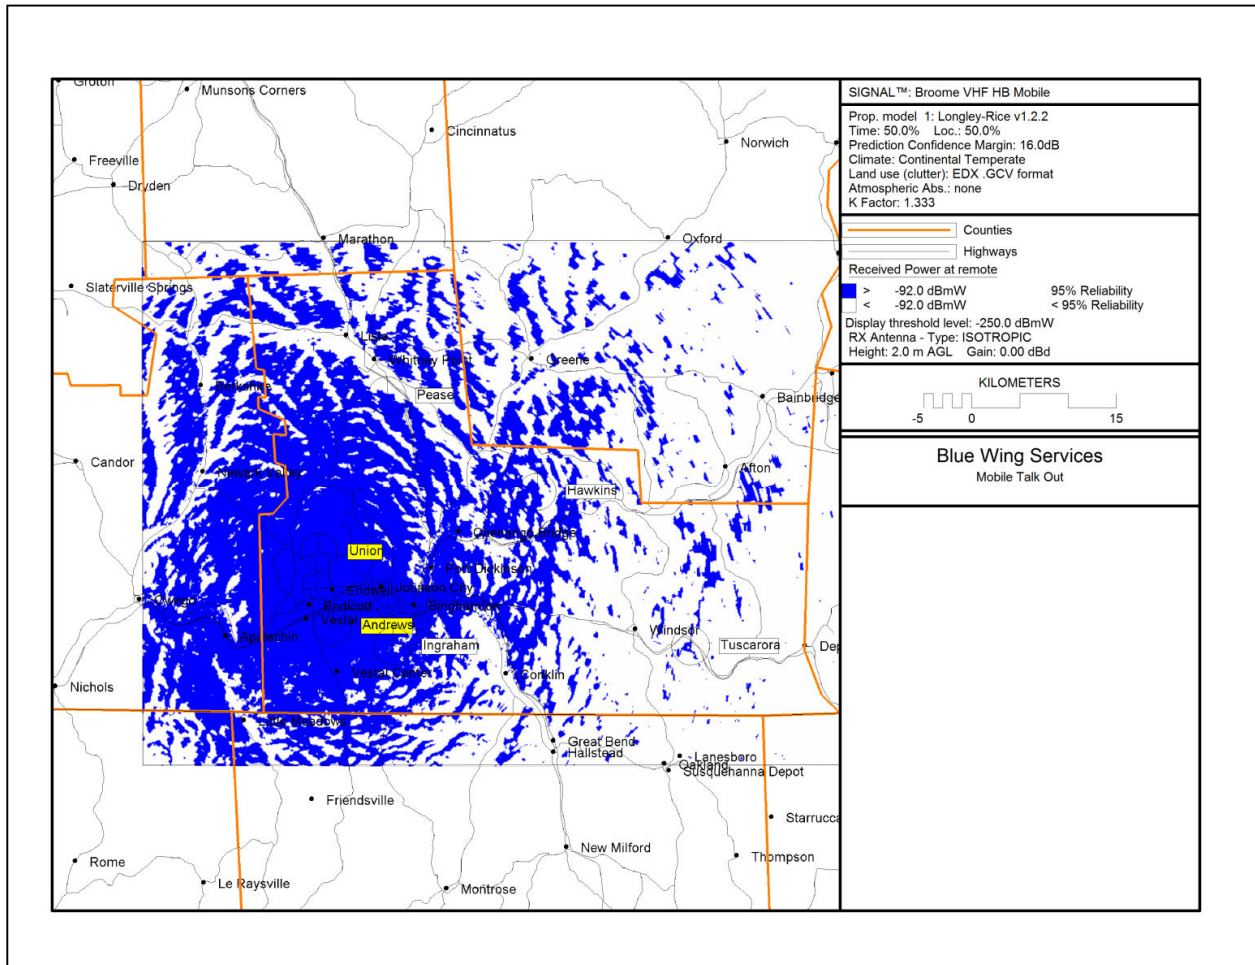 Groton
Munsons Corners
Cincinnatus
Norwich
Freeville
Dryden
Marathon
Oxford
Slaterville Springs
Lisle
Whitney Point
Greene
Berkshire
Pease
Bainbridge
Candor
Newark Valley
Afton
Hawkins
Chenango Bridge
Union
Port Dickinson
Endwell
Johnson City
Owego
Endicott
Binghamton
Vestal
Andrews
Windsor
Apalachin
Ingraham
Tuscarora
Dep
Vestal Center
Conklin
Nichols
Little Meadows
Great Bend
Hallstead
Lanesboro
Oakland
Susquehanna Depot
Friendsville
Starrucca
New Milford
Thompson
Rome
Le Raysville
Montrose
SIGNAL™: Broome VHF HB Mobile
Prop. model 1: Longley-Rice v1.2.2
Time: 50.0% Loc.: 50.0%
Prediction Confidence Margin: 16.0dB
Climate: Continental Temperate
Land use (clutter): EDX .GCV format
Atmospheric Abs.: none
K Factor: 1.333
Counties
Highways
Received Power at remote
> -92.0 dBmW 95% Reliability
< -92.0 dBmW < 95% Reliability
Display threshold level: -250.0 dBmW
RX Antenna - Type: ISOTROPIC
Height: 2.0 m AGL Gain: 0.00 dBd
KILOMETERS
-5 0 15
Blue Wing Services
Mobile Talk Out